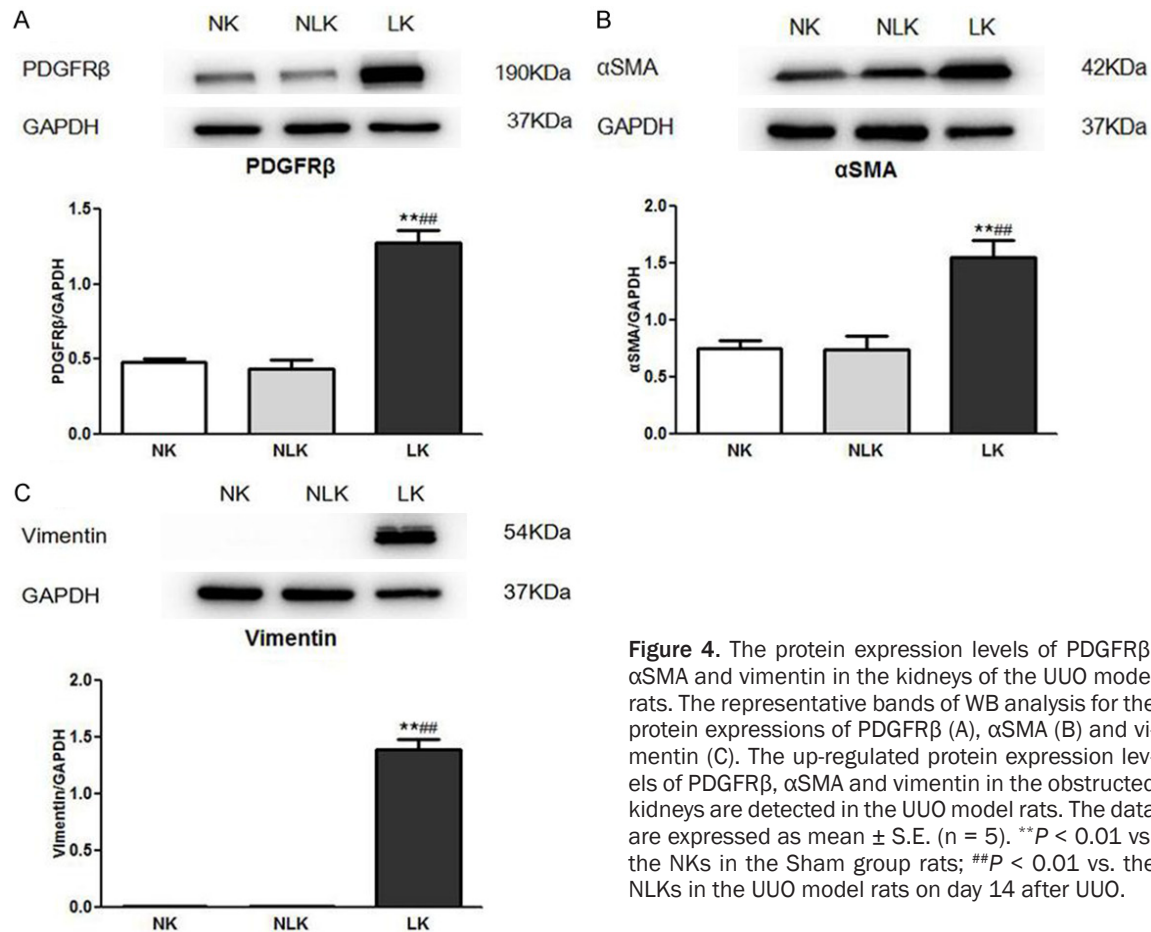 A
NK NLK LK
PDGFRβ 190KDa
GAPDH 37KDa
PDGFRβ
1.5
1.0
0.5
0.0
PDGFRβ/GAPDH
**##
NK NLK LK
B
NK NLK LK
αSMA 42KDa
GAPDH 37KDa
αSMA
2.0
1.5
1.0
0.5
0.0
αSMA/GAPDH
**##
NK NLK LK
C
NK NLK LK
Vimentin 54KDa
GAPDH 37KDa
Vimentin
2.0
1.5
1.0
0.5
0.0
Vimentin/GAPDH
**##
NK NLK LK
Figure 4. The protein expression levels of PDGFRβ
αSMA and vimentin in the kidneys of the UUO mode
rats. The representative bands of WB analysis for the
protein expressions of PDGFRβ (A), αSMA (B) and vi-
mentin (C). The up-regulated protein expression lev-
els of PDGFRβ, αSMA and vimentin in the obstructed
kidneys are detected in the UUO model rats. The data
are expressed as mean ± S.E. (n = 5). **P < 0.01 vs
the NKs in the Sham group rats; ##P < 0.01 vs. the
NLKs in the UUO model rats on day 14 after UUO.